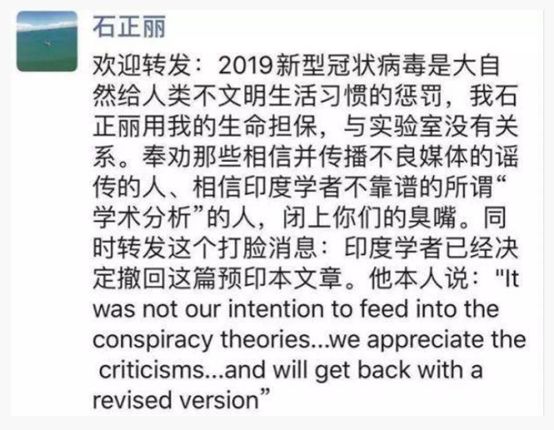 石正丽
欢迎转发：2019新型冠状病毒是大自
然给人类不文明生活习惯的惩罚，我石
正丽用我的生命担保，与实验室没有关
系。奉劝那些相信并传播不良媒体的谣
传的人、相信印度学者不靠谱的所谓“
学术分析”的人，闭上你们的臭嘴。同
时转发这个打脸消息：印度学者已经决
定撤回这篇预印本文章。他本人说："It
was not our intention to feed into the
conspiracy theories...we appreciate the
criticisms...and will get back with a
revised version”